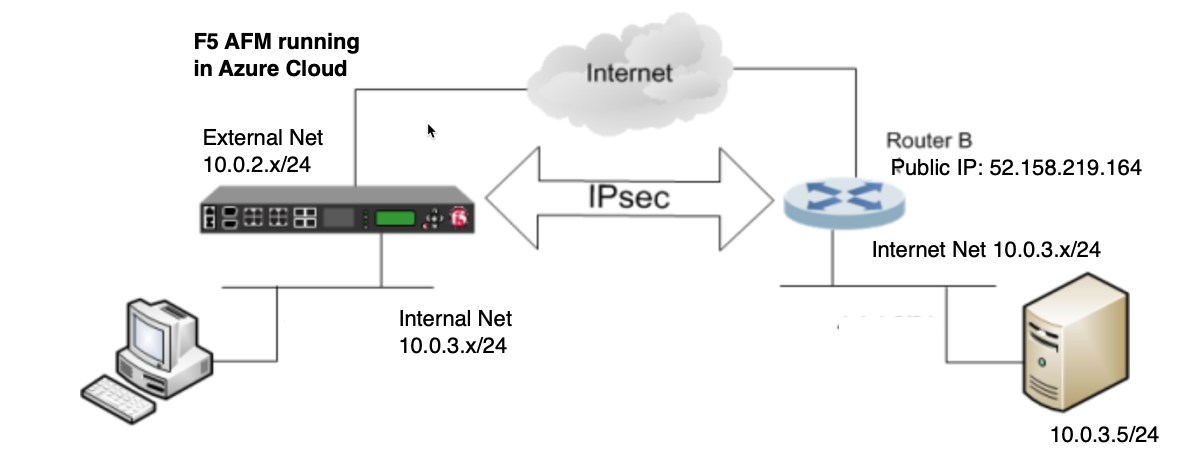 F5 AFM running
in Azure Cloud
Internet
External Net
10.0.2.x/24
Router B
Public IP: 52.158.219.164
IPsec
f5
Internet Net 10.0.3.x/24
Internal Net
10.0.3.x/24
10.0.3.5/24